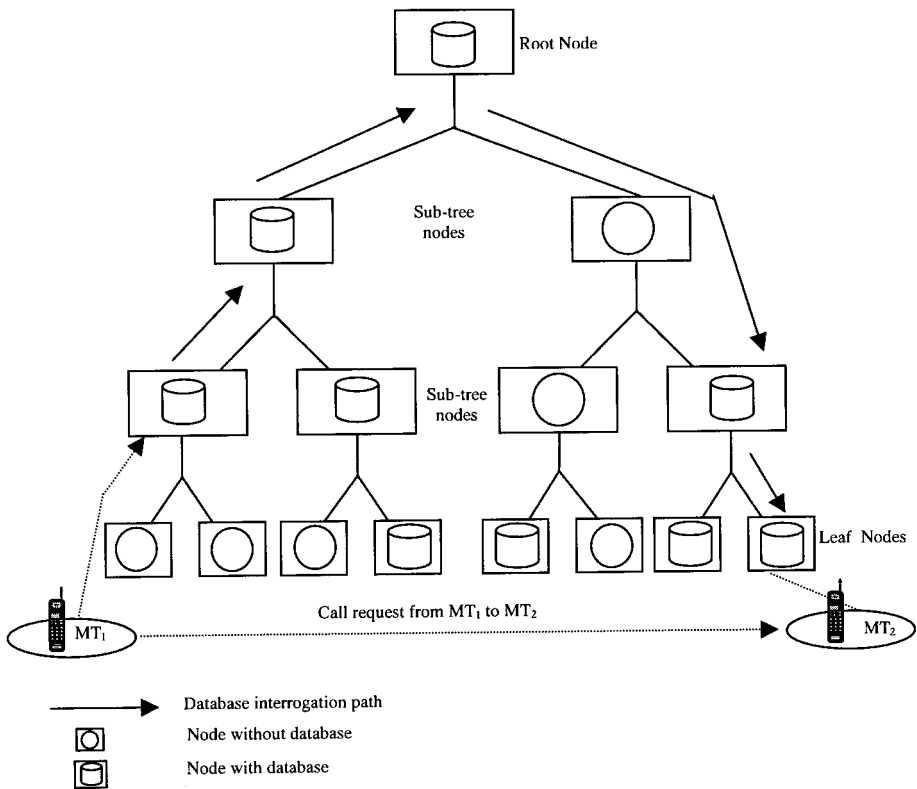 Root Node
Sub-tree
nodes
Sub-tree
nodes
Leaf Nodes
Call request from MT₁ to MT₂
MT₁
MT₂
Database interrogation path
Node without database
Node with database